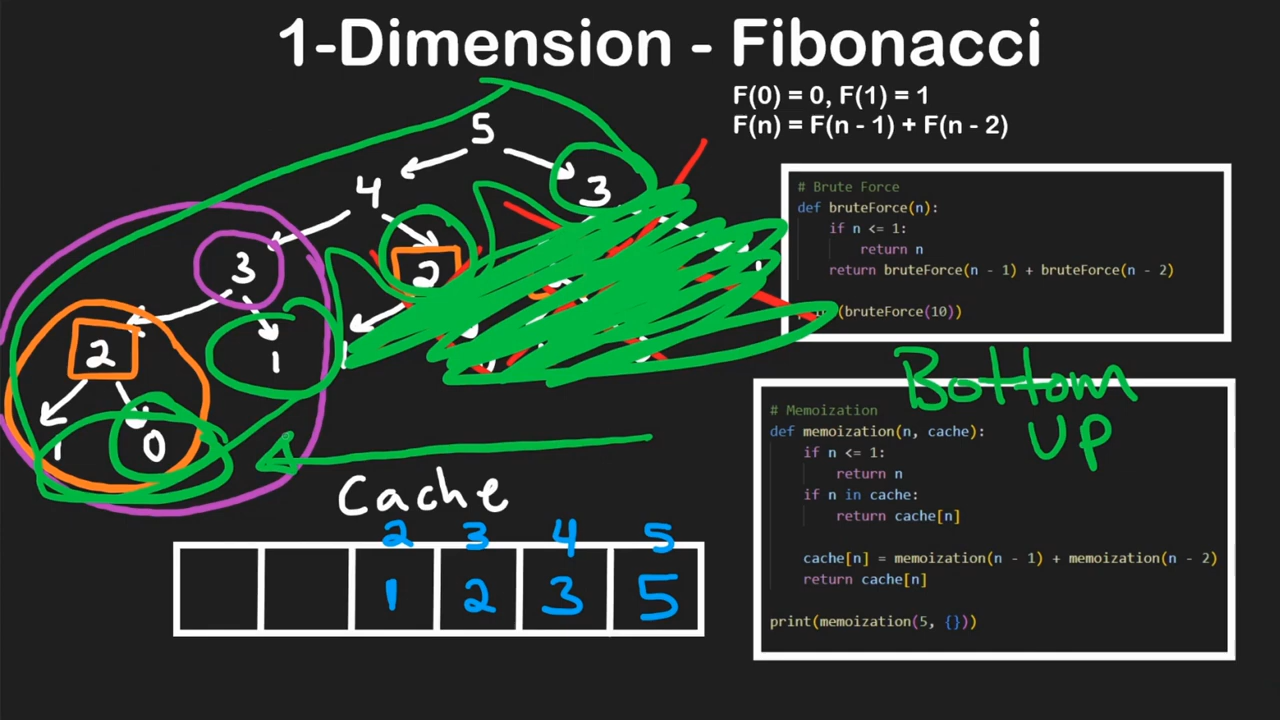 1-Dimension - Fibonacci
F(0) = 0, F(1) = 1
F(n) = F(n - 1) + F(n - 2)
5
4
3
3
2
2
1
1
0
# Brute Force
def bruteForce(n):
if n <= 1:
return n
return bruteForce(n - 1) + bruteForce(n - 2)
(bruteForce(10))
Bottom
UP
# Memoization
def memoization(n, cache):
if n <= 1:
return n
if n in cache:
return cache[n]
cache[n] = memoization(n - 1) + memoization(n - 2)
return cache[n]
print(memoization(5, {}))
Cache
2 3 4 5
1 2 3 5